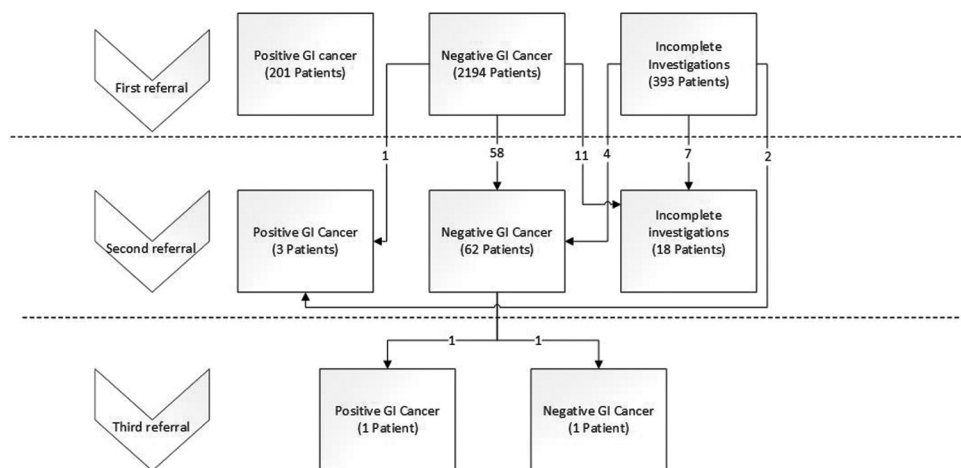 First referral
Positive GI cancer
(201 Patients)
Negative GI Cancer
(2194 Patients)
Incomplete
Investigations
(393 Patients)
1
58
11
4
7
2
Second referral
Positive GI Cancer
(3 Patients)
Negative GI Cancer
(62 Patients)
Incomplete
investigations
(18 Patients)
1
1
Third referral
Positive GI Cancer
(1 Patient)
Negative GI Cancer
(1 Patient)